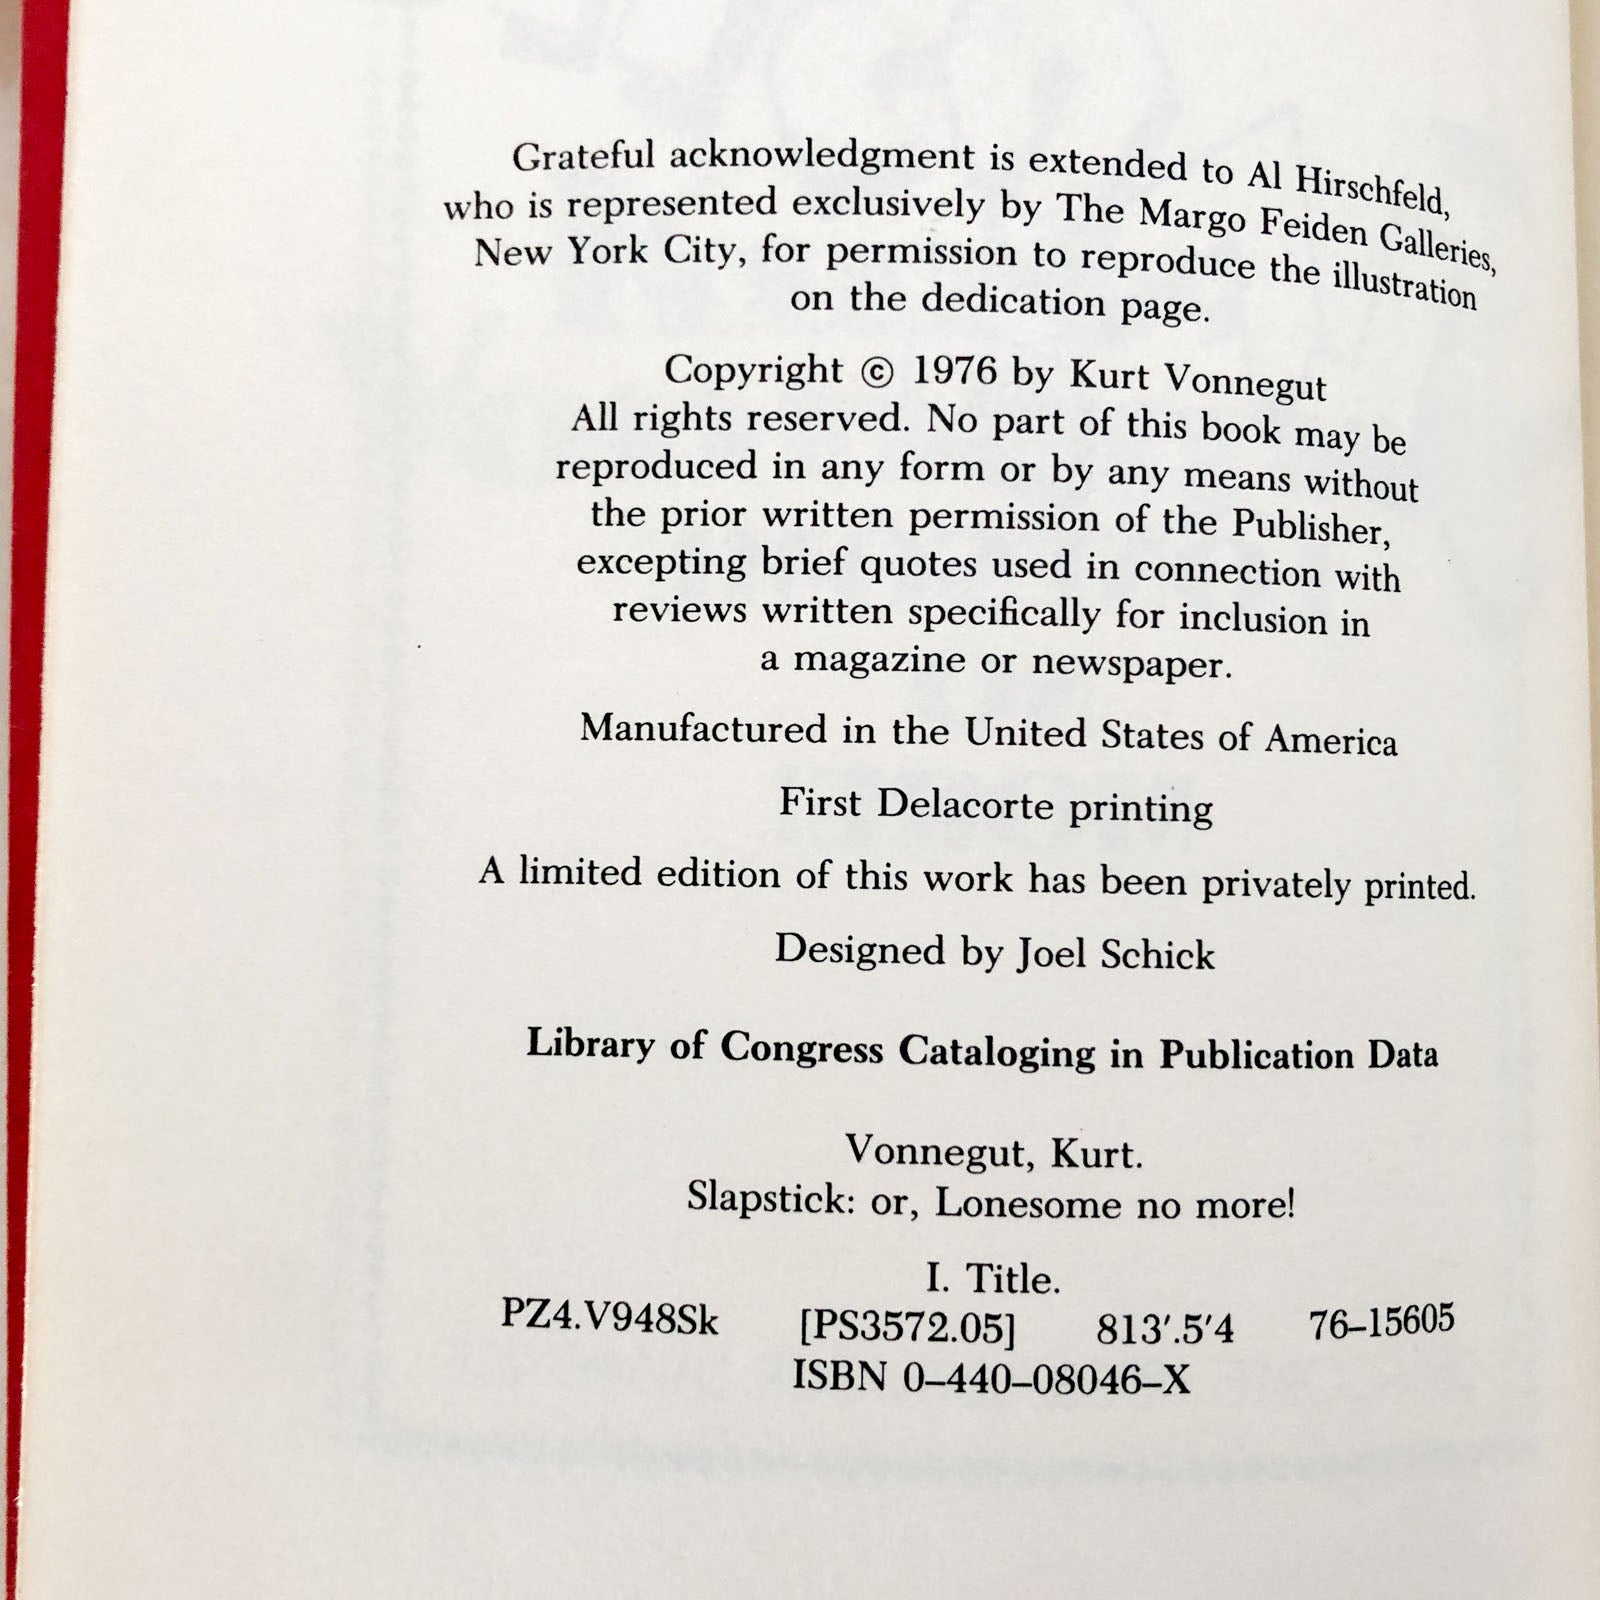 Grateful acknowledgment is extended to Al Hirschfeld,
who is represented exclusively by The Margo Feiden Galleries,
New York City, for permission to reproduce the illustration
on the dedication page.
Copyright © 1976 by Kurt Vonnegut
All rights reserved. No part of this book may be
reproduced in any form or by any means without
the prior written permission of the Publisher,
excepting brief quotes used in connection with
reviews written specifically for inclusion in
a magazine or newspaper.
Manufactured in the United States of America
First Delacorte printing
A limited edition of this work has been privately printed.
Designed by Joel Schick
Library of Congress Cataloging in Publication Data
Vonnegut, Kurt.
Slapstick: or, Lonesome no more!
I. Title.
PZ4.V948Sk [PS3572.05] 813′.5′4 76–15605
ISBN 0–440–08046–X